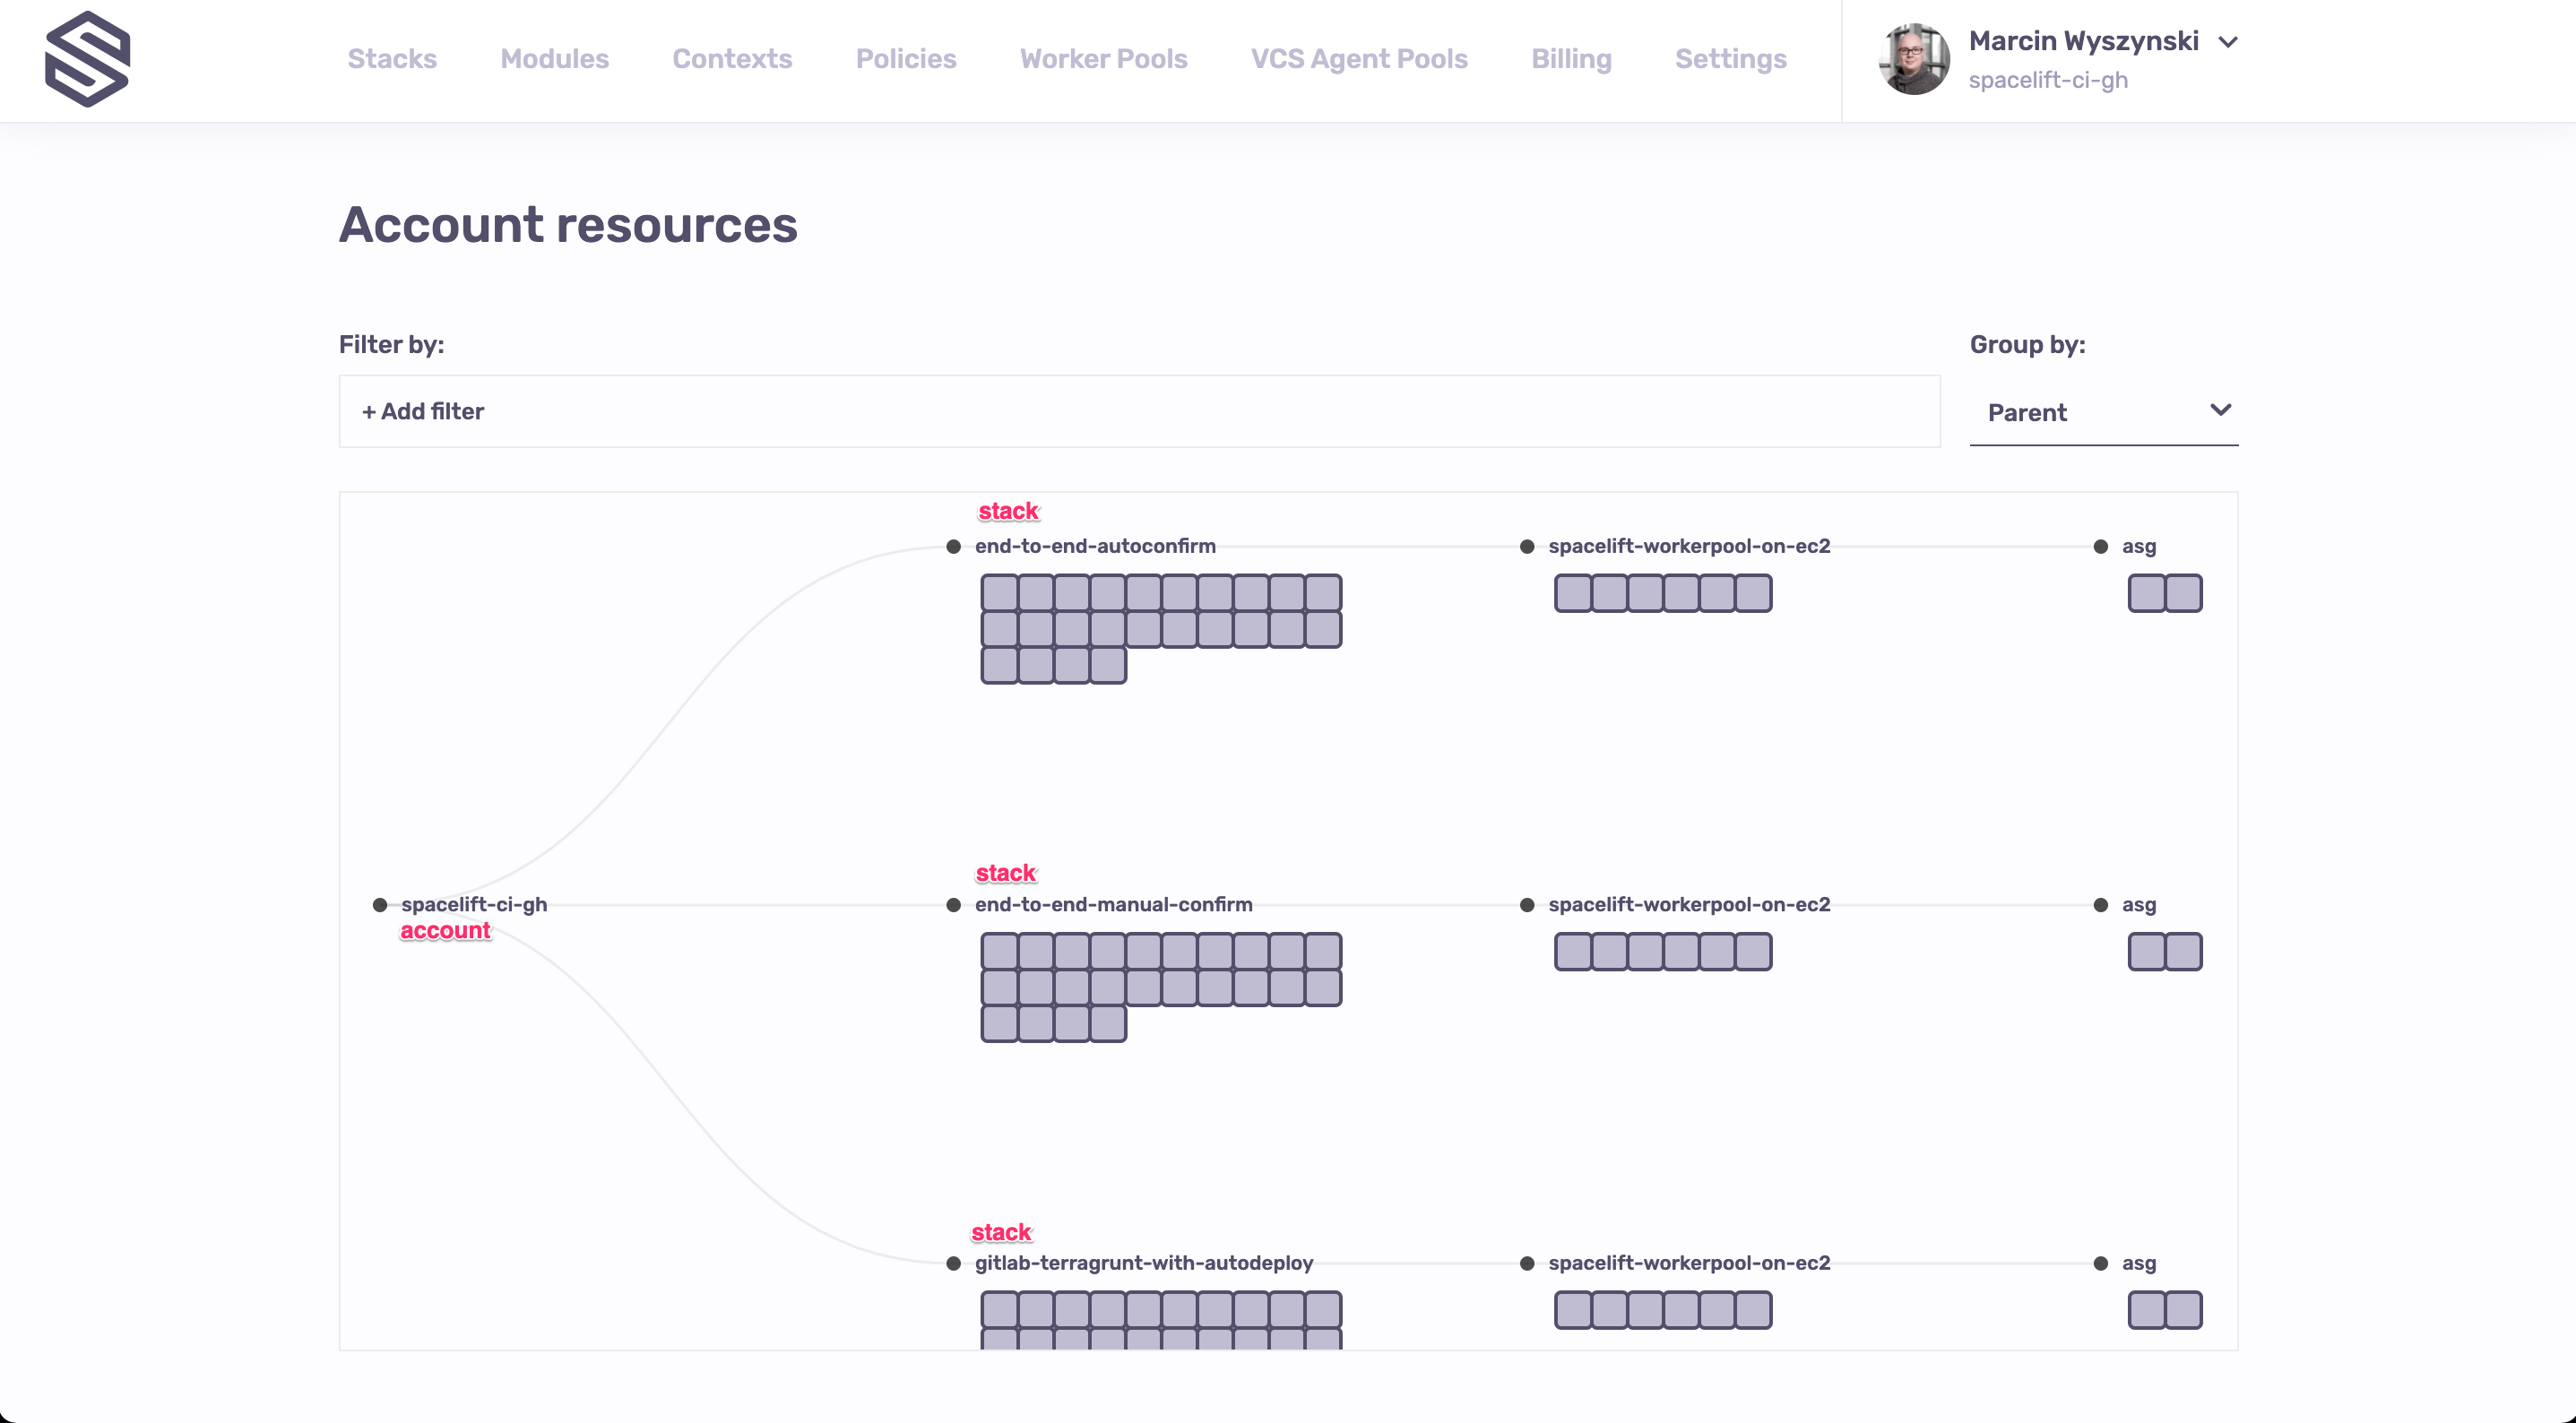 Stacks Modules Contexts Policies Worker Pools VCS Agent Pools Billing Settings
Marcin Wyszynski
spacelift-ci-gh
Account resources
Filter by:
Group by:
+ Add filter
Parent
stack
end-to-end-autoconfirm spacelift-workerpool-on-ec2 asg
stack
spacelift-ci-gh end-to-end-manual-confirm spacelift-workerpool-on-ec2 asg
account
stack
gitlab-terragrunt-with-autodeploy spacelift-workerpool-on-ec2 asg